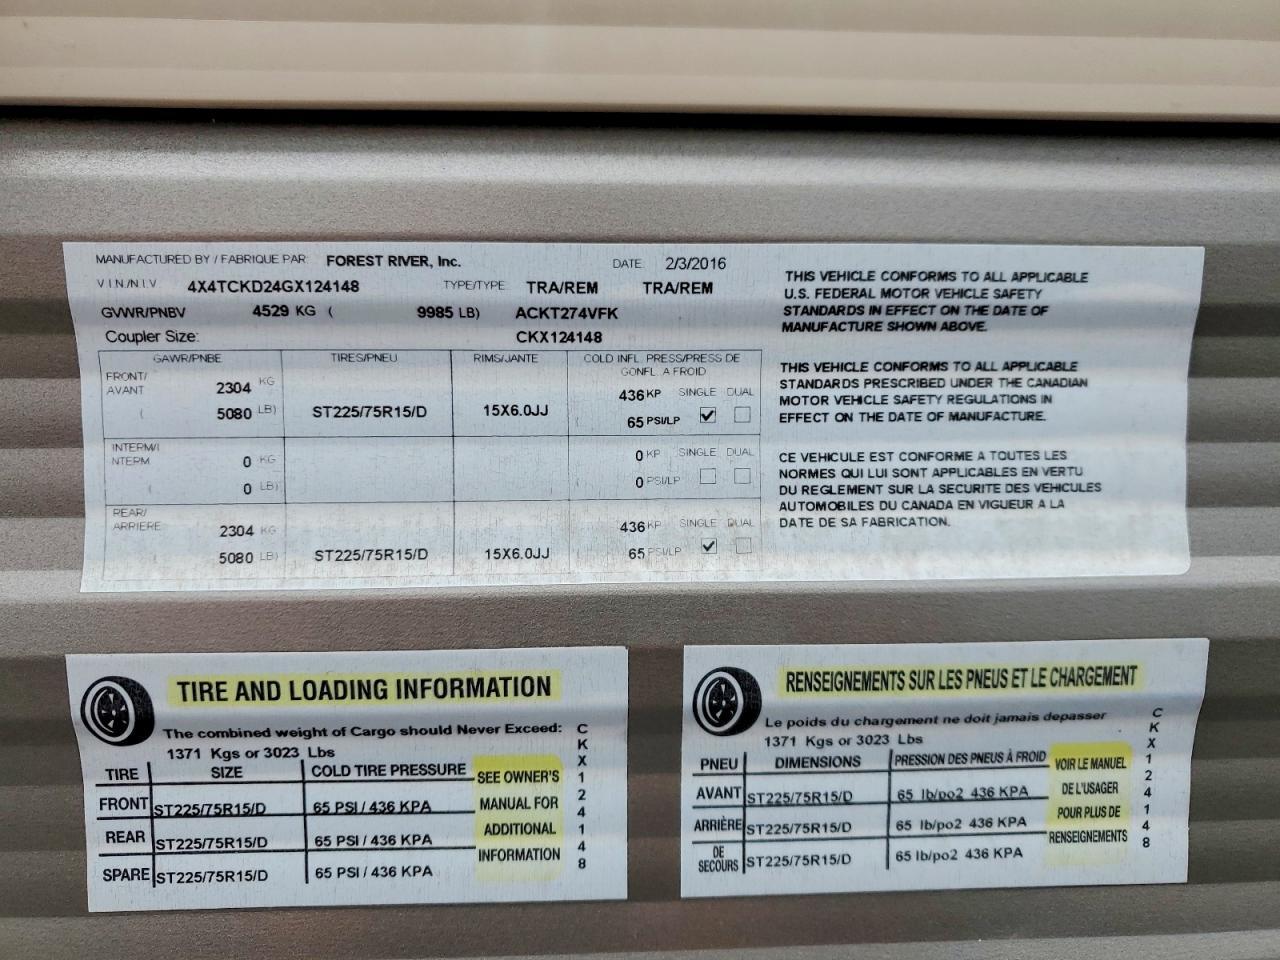 MANUFACTURED BY / FABRIQUE PAR: FOREST RIVER, Inc. DATE 2/3/2016
V.I.N./N.I.V 4X4TCKD24GX124148 TYPE/TYPE: TRA/REM TRA/REM
GVWR/PNBV 4529 KG ( 9985 LB) ACKT274VFK
Coupler Size: CKX124148
GAWR/PNBE TIRES/PNEU RIMS/JANTE COLD INFL. PRESS/PRESS DE
GONFL. A FROID
FRONT/
AVANT 2304 KG 436 KP SINGLE DUAL
( 5080 LB) ST225/75R15/D 15X6.0JJ ( 65 PSI/LP
INTERM/I
NTERM 0 KG 0 KP SINGLE DUAL
( 0 LB) ( 0 PSI/LP
REAR/
ARRIERE 2304 KG 436 KP SINGLE DUAL
( 5080 LB) ST225/75R15/D 15X6.0JJ ( 65 PSI/LP
THIS VEHICLE CONFORMS TO ALL APPLICABLE
U.S. FEDERAL MOTOR VEHICLE SAFETY
STANDARDS IN EFFECT ON THE DATE OF
MANUFACTURE SHOWN ABOVE.
THIS VEHICLE CONFORMS TO ALL APPLICABLE
STANDARDS PRESCRIBED UNDER THE CANADIAN
MOTOR VEHICLE SAFETY REGULATIONS IN
EFFECT ON THE DATE OF MANUFACTURE.
CE VEHICULE EST CONFORME A TOUTES LES
NORMES QUI LUI SONT APPLICABLES EN VERTU
DU REGLEMENT SUR LA SECURITE DES VEHICULES
AUTOMOBILES DU CANADA EN VIGUEUR A LA
DATE DE SA FABRICATION.
TIRE AND LOADING INFORMATION
The combined weight of Cargo should Never Exceed:
1371 Kgs or 3023 Lbs
TIRE SIZE COLD TIRE PRESSURE
FRONT ST225/75R15/D 65 PSI / 436 KPA
REAR ST225/75R15/D 65 PSI / 436 KPA
SPARE ST225/75R15/D 65 PSI / 436 KPA
SEE OWNER'S
MANUAL FOR
ADDITIONAL
INFORMATION
CKX124148
RENSEIGNEMENTS SUR LES PNEUS ET LE CHARGEMENT
Le poids du chargement ne doit jamais depasser
1371 Kgs or 3023 Lbs
PNEU DIMENSIONS PRESSION DES PNEUS À FROID
AVANT ST225/75R15/D 65 lb/po2 436 KPA
ARRIÈRE ST225/75R15/D 65 lb/po2 436 KPA
DE
SECOURS ST225/75R15/D 65 lb/po2 436 KPA
VOIR LE MANUEL
DE L'USAGER
POUR PLUS DE
RENSEIGNEMENTS
CKX124148